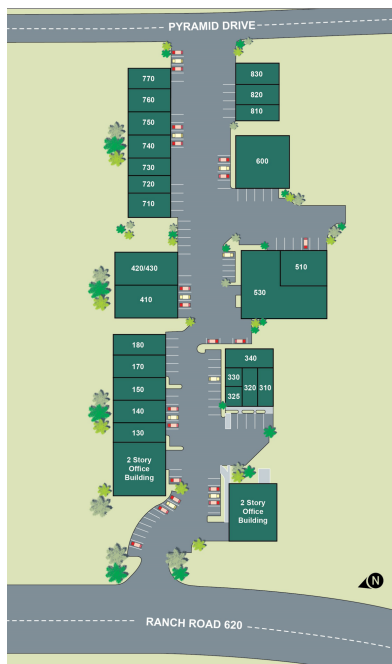 PYRAMID DRIVE
770
760
750
740
730
720
710
830
820
810
600
420/430
410
510
530
180
170
150
140
130
2 Story
Office
Building
340
330
325
320
310
2 Story
Office
Building
N
RANCH ROAD 620